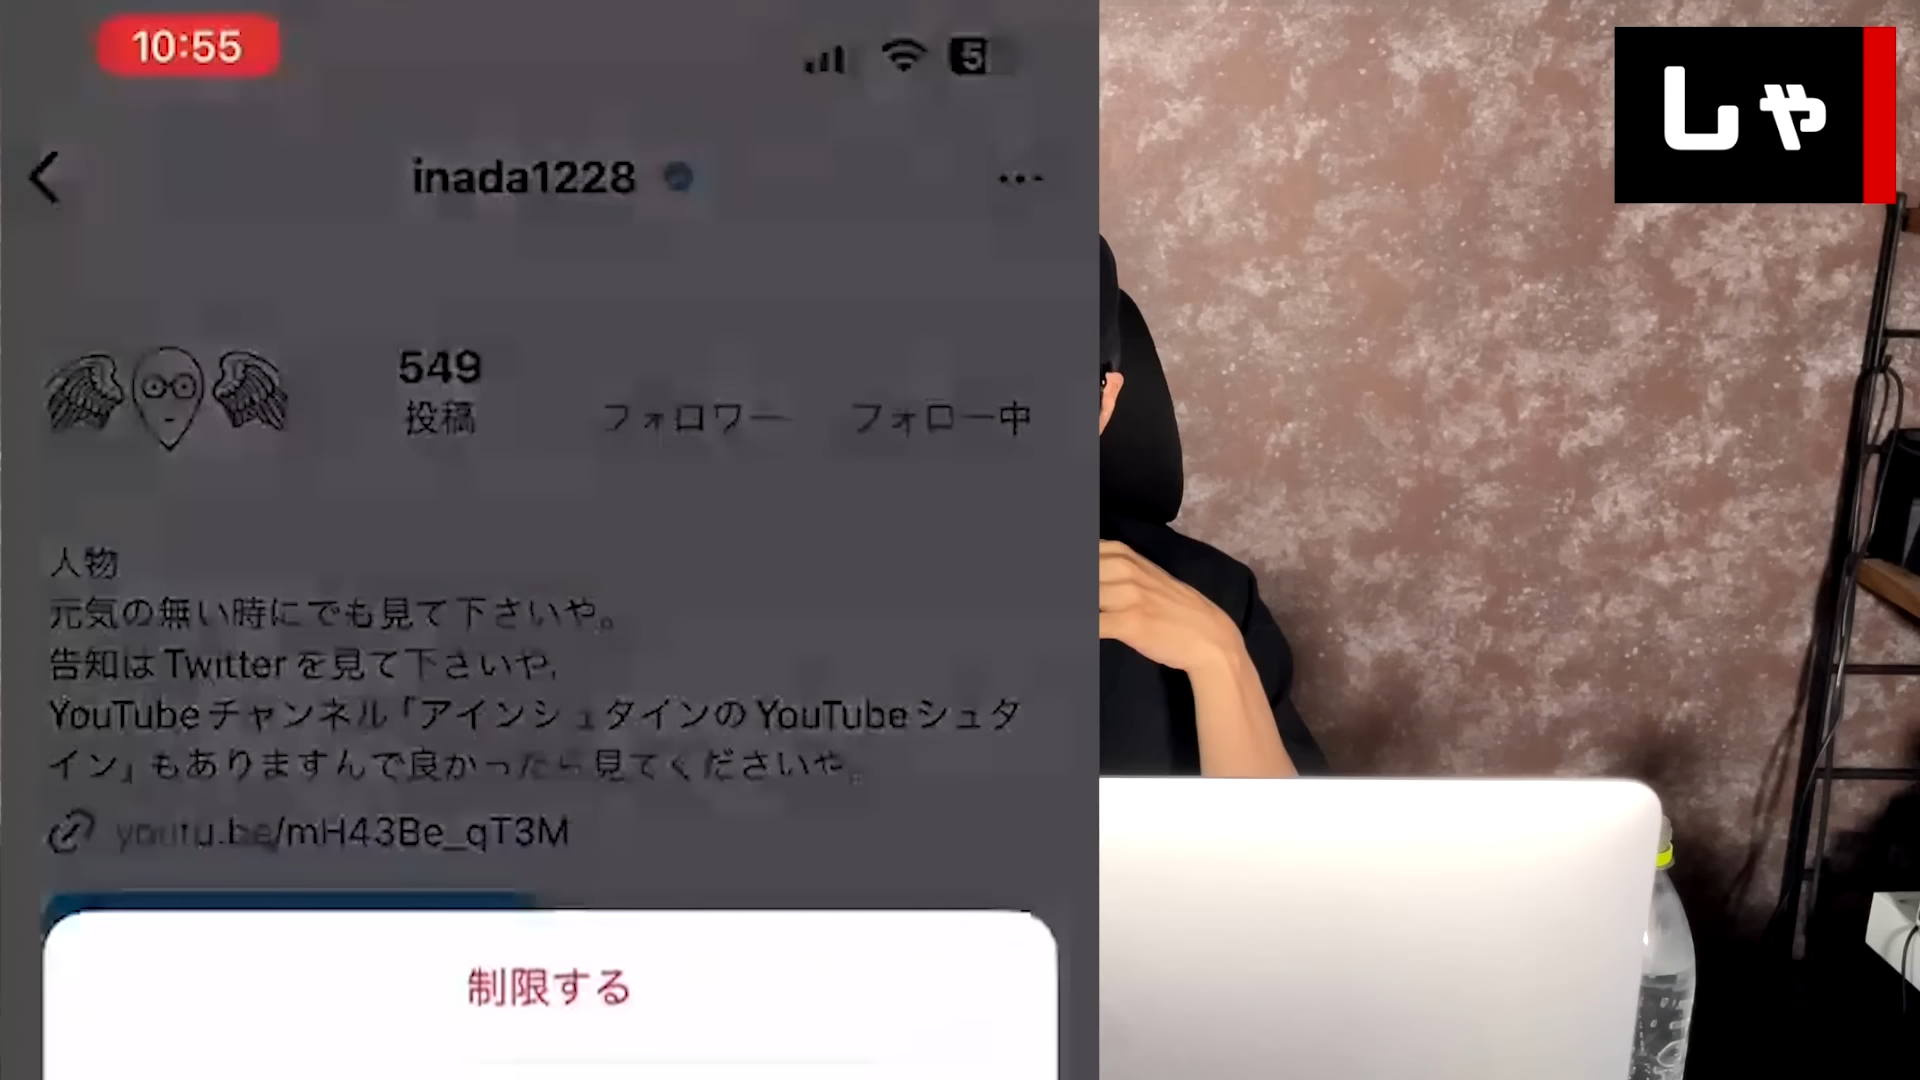 10:55
5
しゃ
inada1228
549
投稿
フォロワー
フォロー中
人物
元気の無い時にでも見て下さいや。
告知はTwitterを見て下さいや。
YouTubeチャンネル「アインシュタインのYouTubeシュタ
イン」もありますんで良かったら見てくださいや。
youtu.be/mH43Be_qT3M
制限する